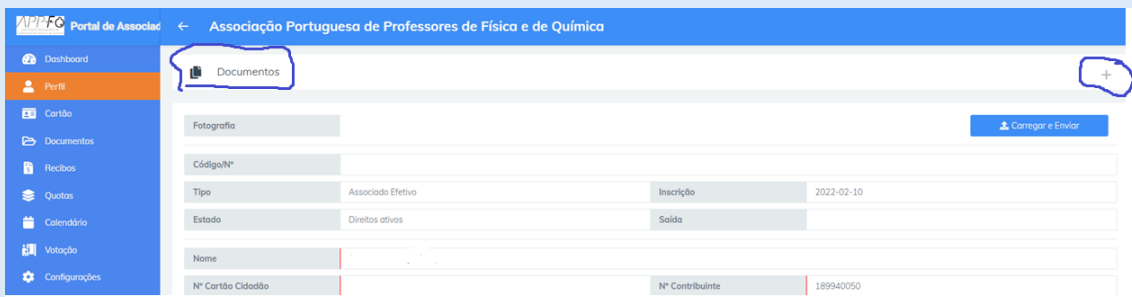 APPFQ Portal de Associad
← Associação Portuguesa de Professores de Física e de Química
Dashboard
Perfil
Cartão
Documentos
Recibos
Quotas
Calendário
Votação
Configurações
Documentos +
Fotografia Carregar e Enviar
Código/Nº
Tipo Associado Efetivo Inscrição 2022-02-10
Estado Direitos ativos Saída
Nome
Nº Cartão Cidadão Nº Contribuinte 189940050